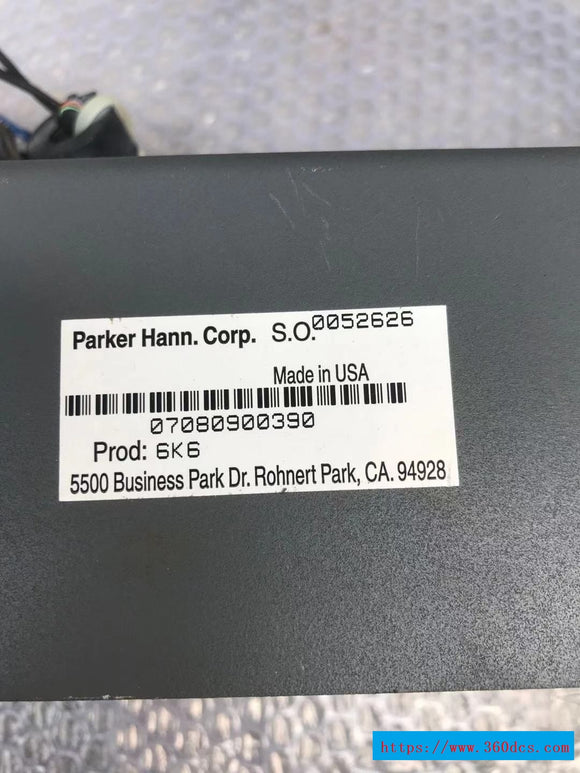 Parker Hann. Corp. S.O. 0052626
Made in USA
07080900390
Prod: 6K6
5500 Business Park Dr. Rohnert Park, CA. 94928
https://www.360dcs.com